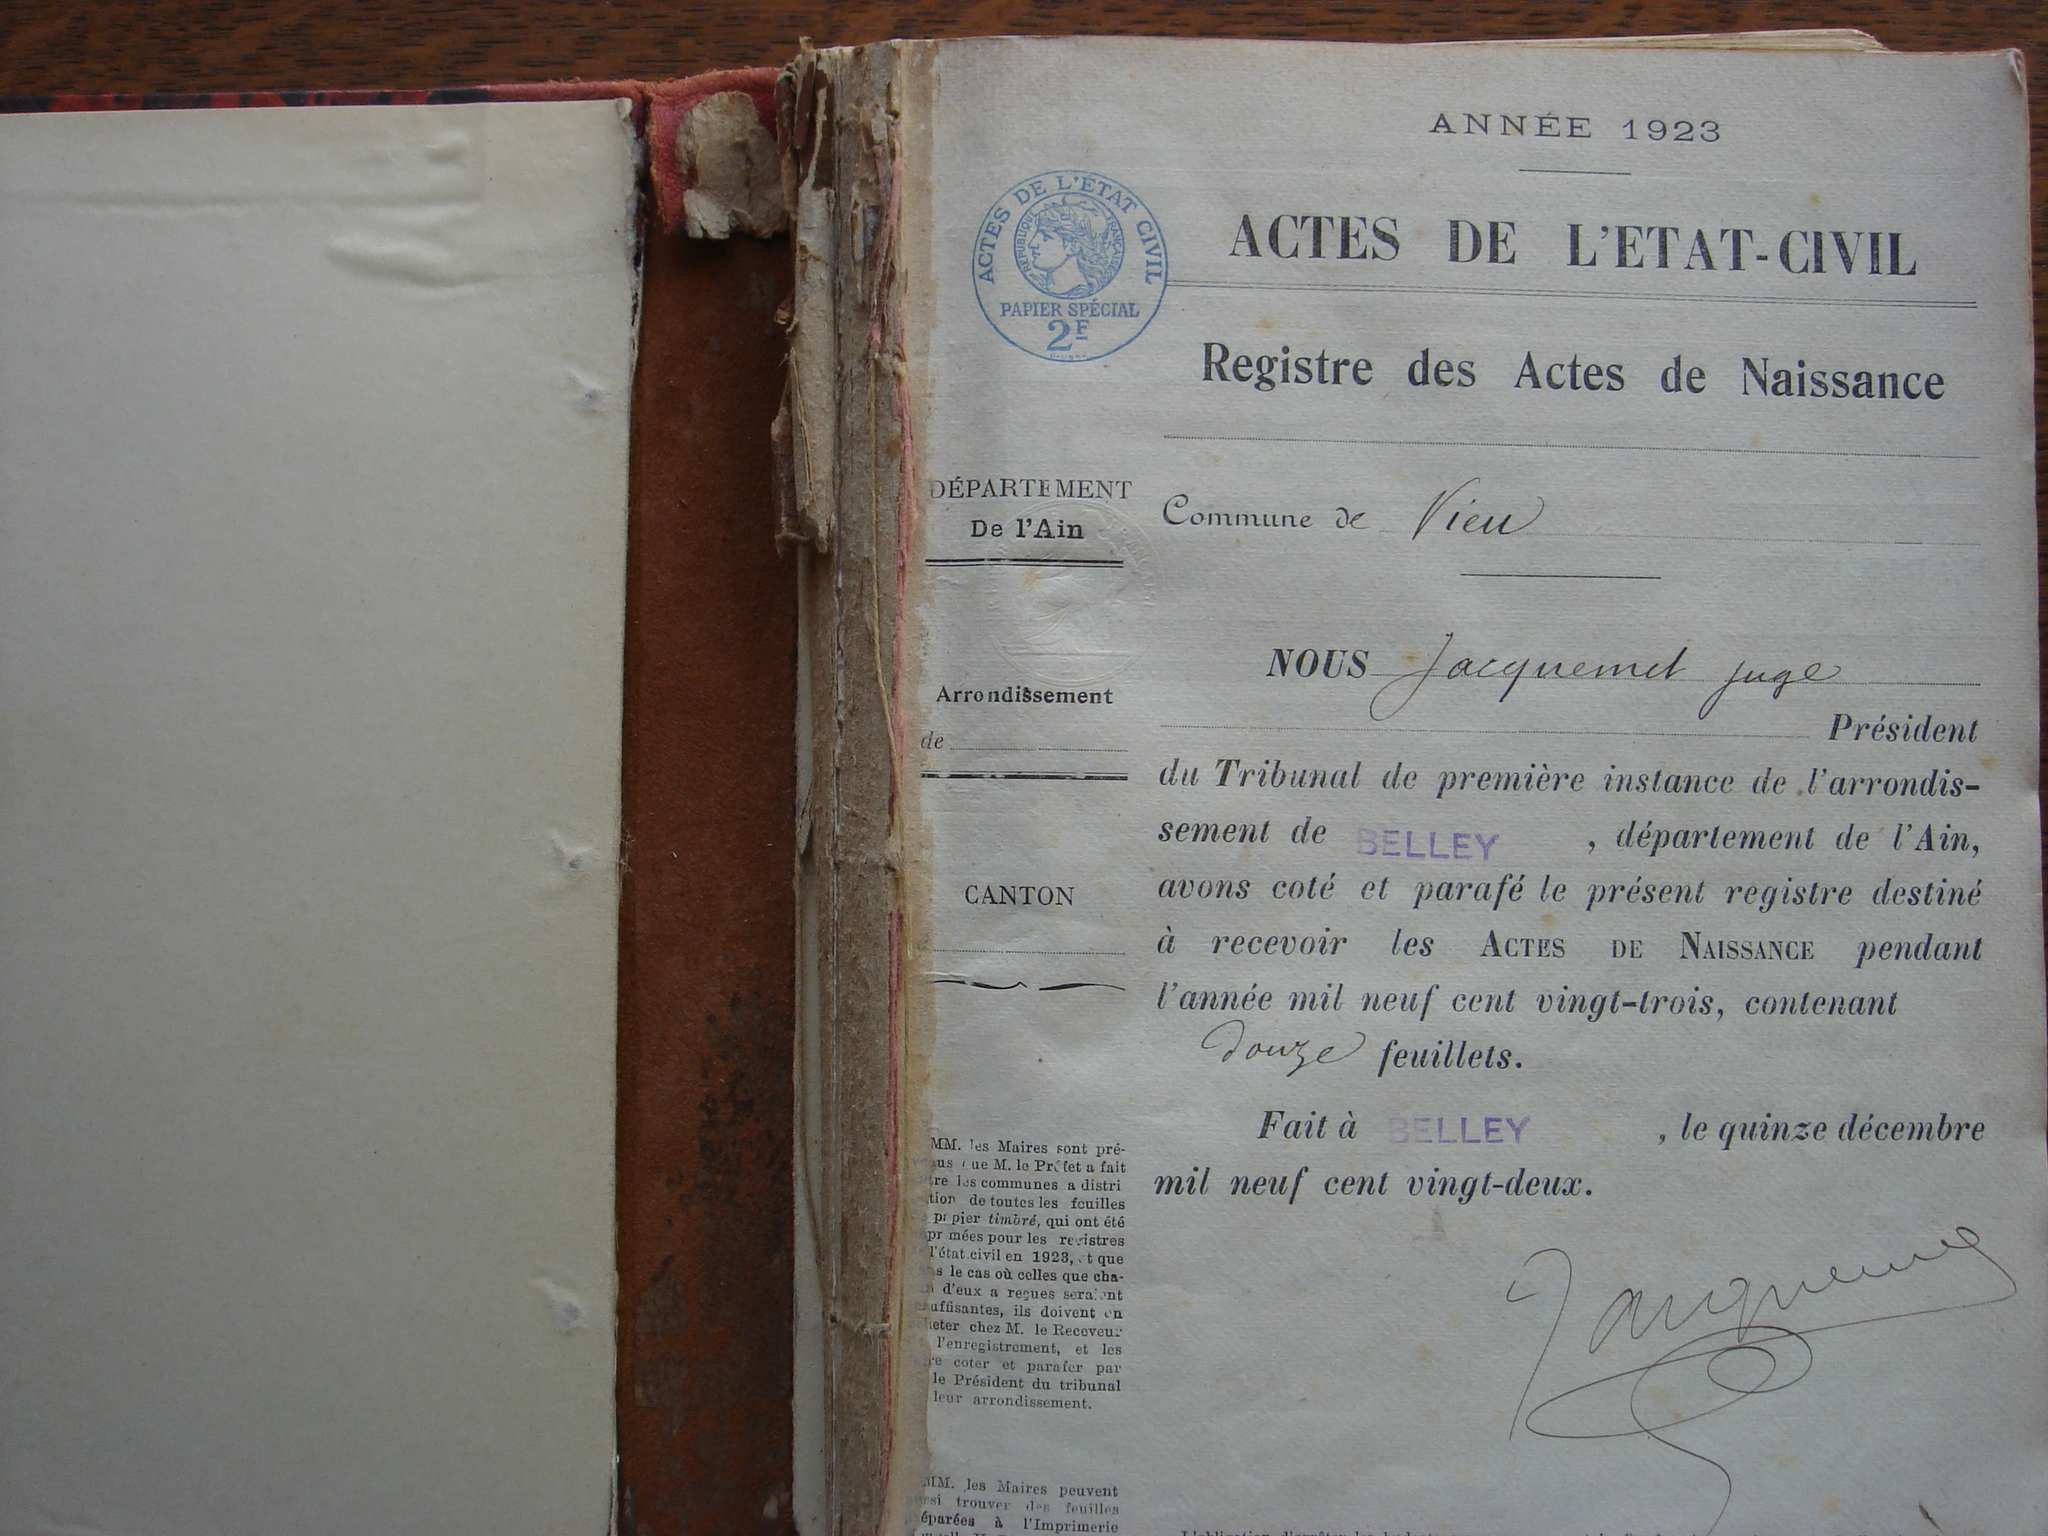 ANNÉE 1923
ACTES DE L'ÉTAT CIVIL
RÉPUBLIQUE FRANÇAISE
PAPIER SPÉCIAL
2F
ACTES DE L'ETAT-CIVIL
Registre des Actes de Naissance
DÉPARTEMENT
De l'Ain
Commune de Vieu
Arrondissement
de
CANTON
NOUS Jacquemet juge
Président
du Tribunal de première instance de l'arrondis-
sement de BELLEY, département de l'Ain,
avons coté et parafé le présent registre destiné
à recevoir les ACTES DE NAISSANCE pendant
l'année mil neuf cent vingt-trois, contenant
douze feuillets.
Fait à BELLEY, le quinze décembre
mil neuf cent vingt-deux.
Jacquemet
MM. les Maires sont pré-
que M. le Préfet a fait
les communes a distri
de toutes les feuilles
papier timbré, qui ont été
pour les registres
l'état civil en 1923, et que
le cas où celles que cha-
d'eux a reçues seraient
ils doivent en
chez M. le Receveur
l'enregistrement, et les
coter et parafer par
le Président du tribunal
leur arrondissement.
MM. les Maires peuvent
trouver des feuilles
à l'Imprimerie